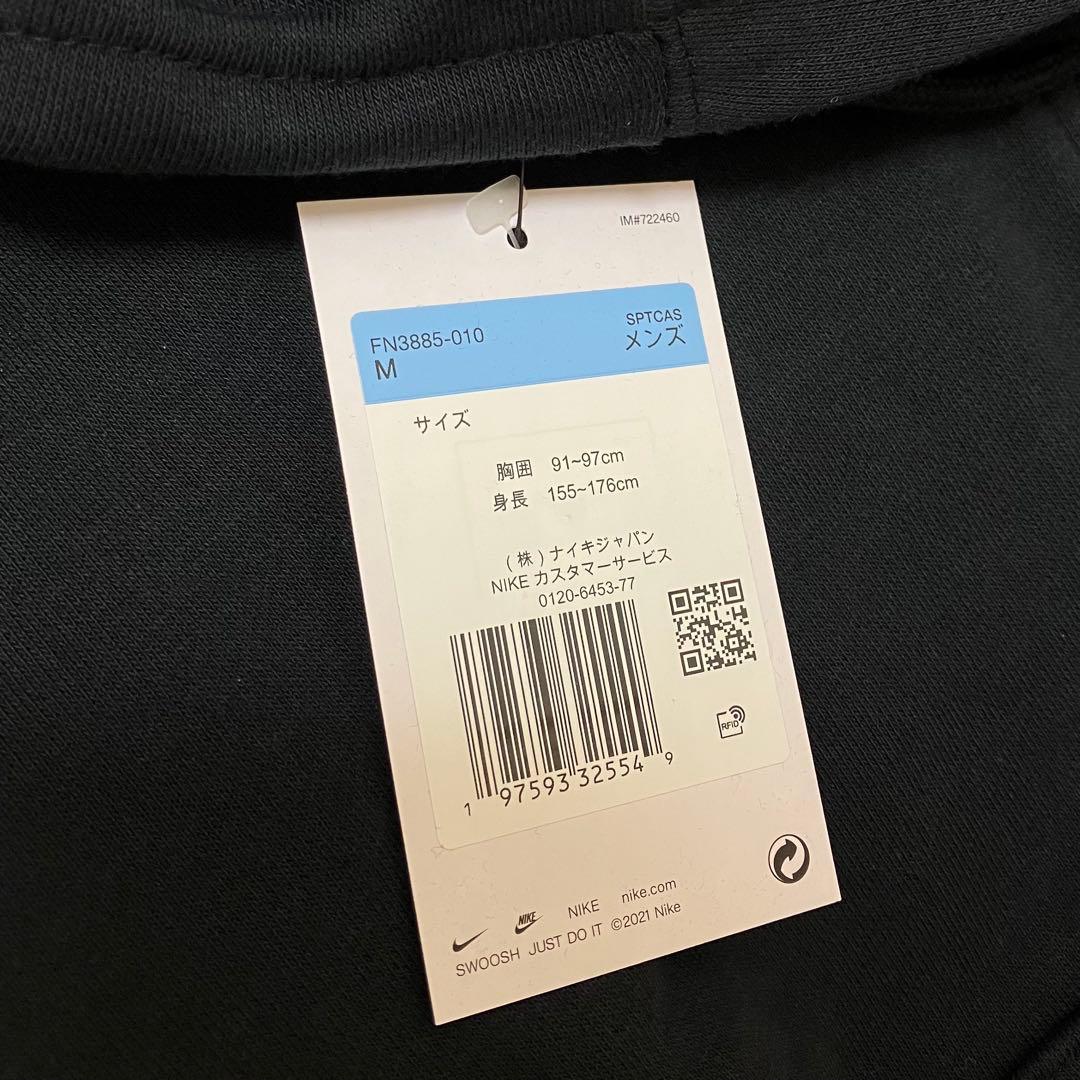 IM#722460
FN3885-010
SPTCAS
M
メンズ
サイズ
胸囲 91~97cm
身長 155~176cm
(株)ナイキジャパン
NIKE カスタマーサービス
0120-6453-77
1 97593 32554 9
RFID
NIKE NIKE nike.com
SWOOSH JUST DO IT ©2021 Nike